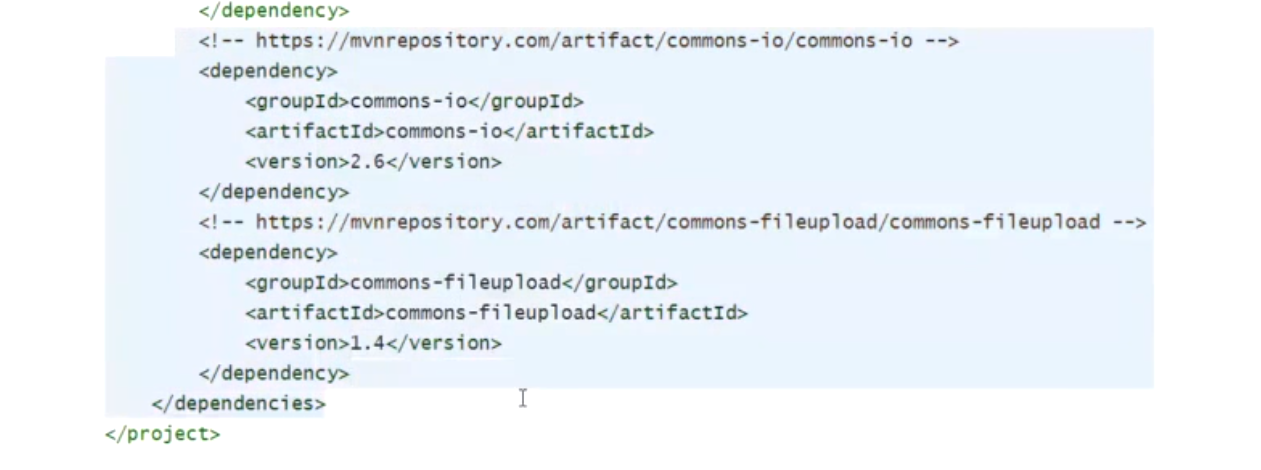 </dependency>
<!-- https://mvnrepository.com/artifact/commons-io/commons-io -->
<dependency>
<groupId>commons-io</groupId>
<artifactId>commons-io</artifactId>
<version>2.6</version>
</dependency>
<!-- https://mvnrepository.com/artifact/commons-fileupload/commons-fileupload -->
<dependency>
<groupId>commons-fileupload</groupId>
<artifactId>commons-fileupload</artifactId>
<version>1.4</version>
</dependency>
</dependencies>
</project>